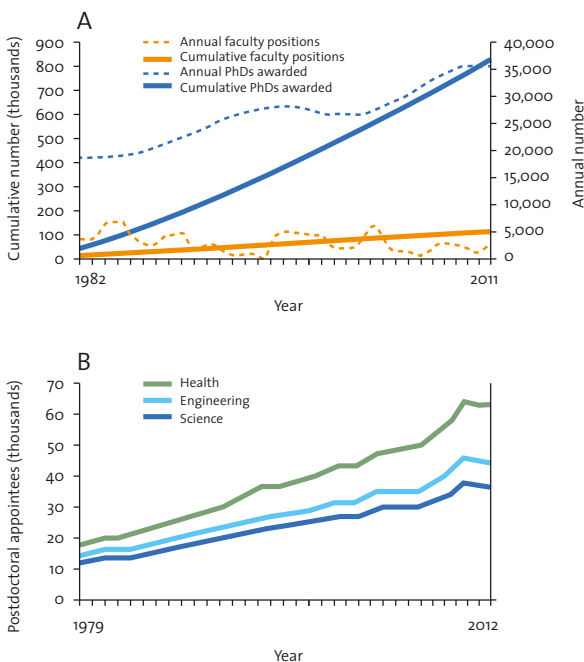 A
Cumulative number (thousands)
900
800
700
600
500
400
300
200
100
0
Annual faculty positions
Cumulative faculty positions
Annual PhDs awarded
Cumulative PhDs awarded
40,000
35,000
30,000
25,000
20,000
15,000
10,000
5,000
0
Annual number
1982
2011
Year
B
Postdoctoral appointees (thousands)
70
60
50
40
30
20
10
0
Health
Engineering
Science
1979
2012
Year